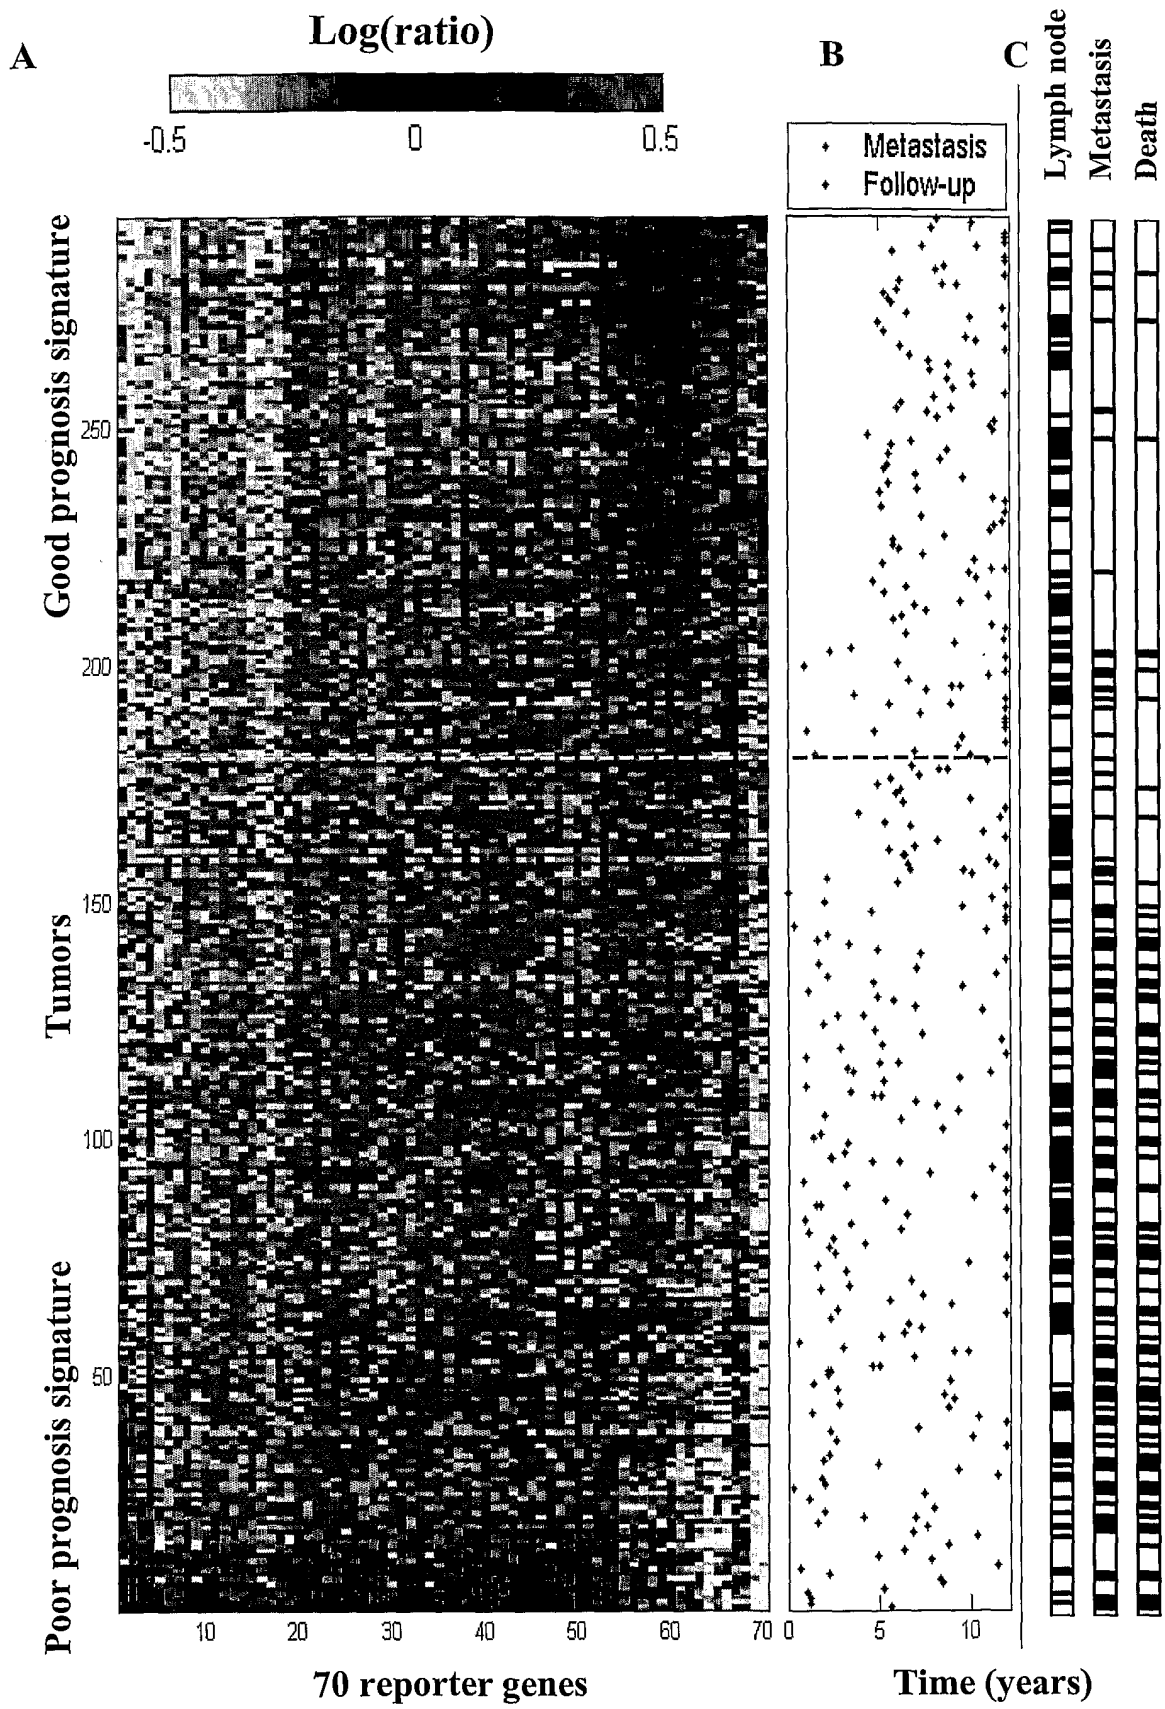 A
Log(ratio)
-0.5 0 0.5
B
Metastasis
Follow-up
C
Lymph node
Metastasis
Death
Good prognosis signature
Tumors
Poor prognosis signature
250
200
150
100
50
10 20 30 40 50 60 70
70 reporter genes
0 5 10
Time (years)